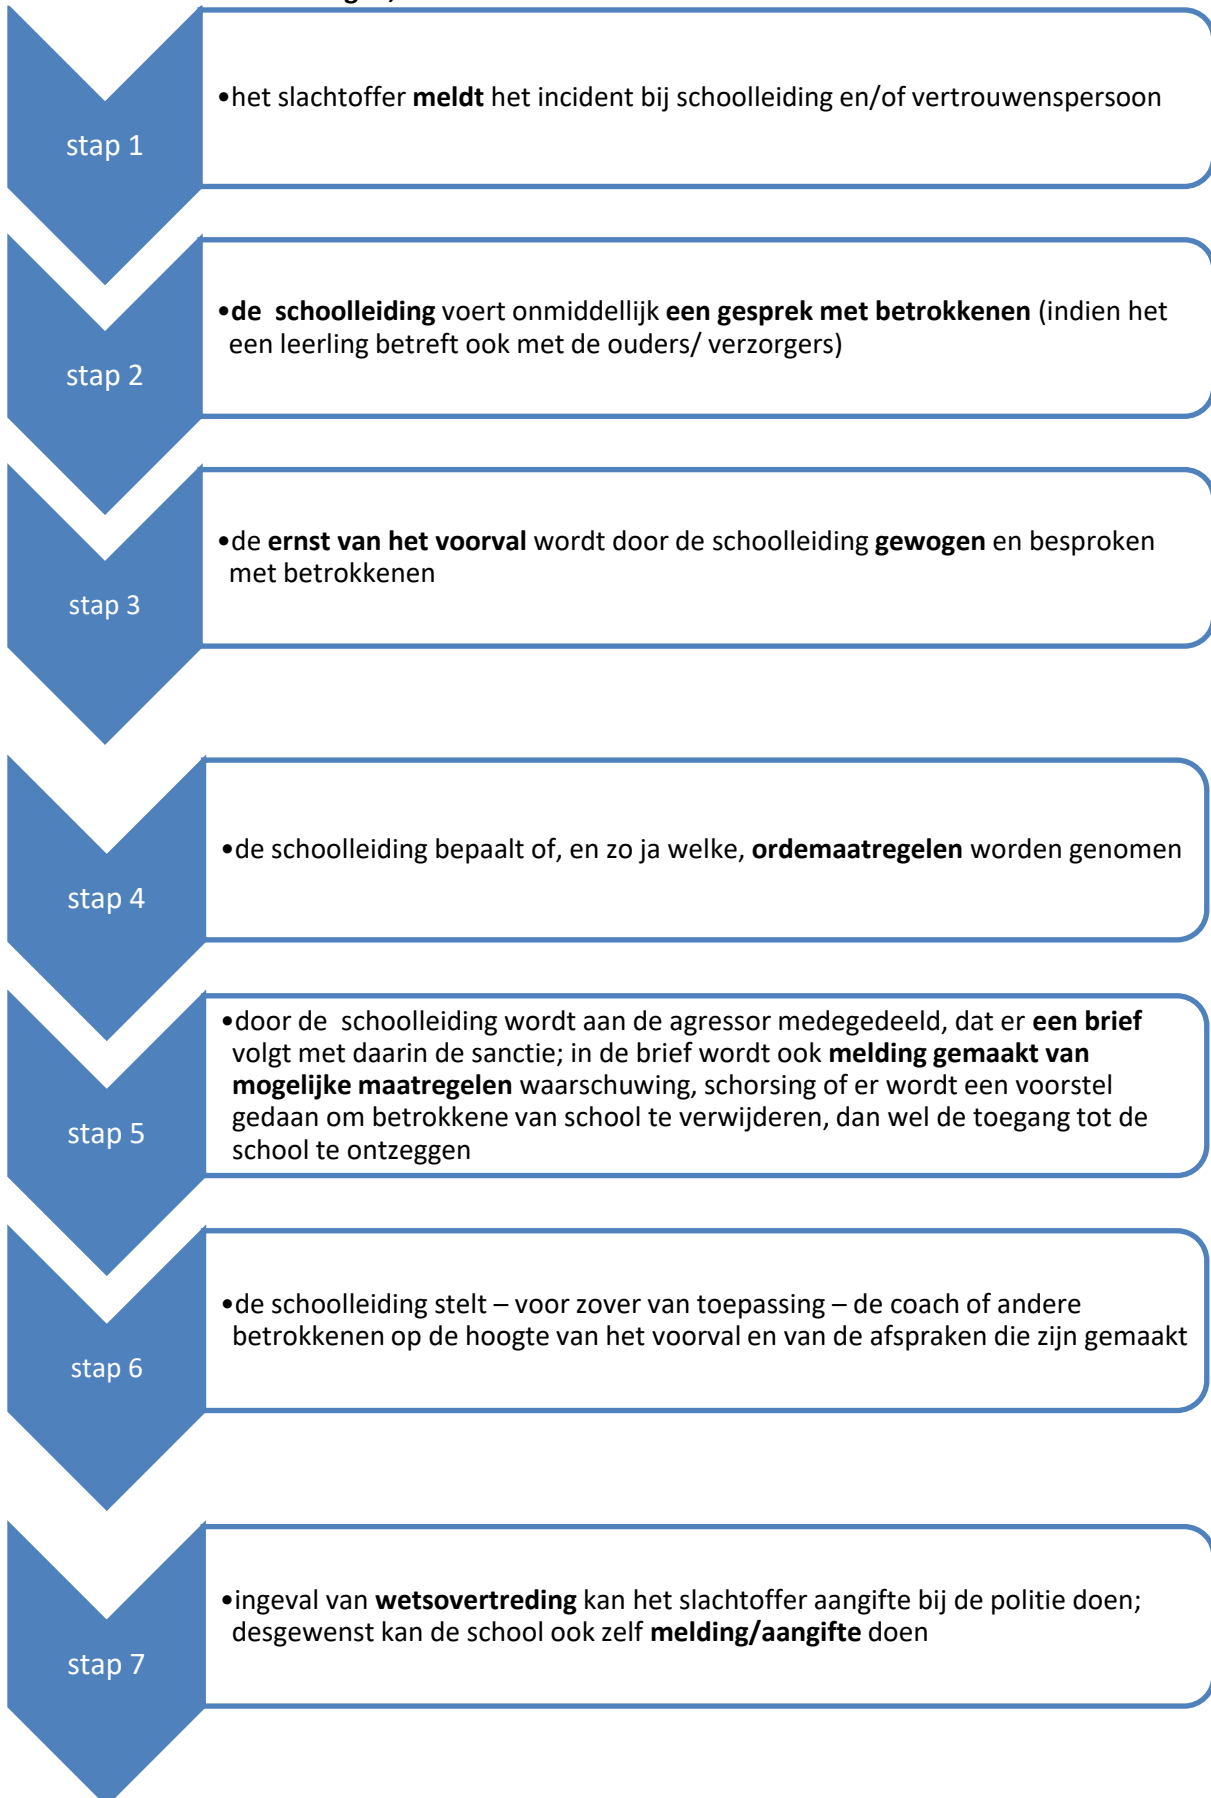 stap 1
•het slachtoffer meldt het incident bij schoolleiding en/of vertrouwenspersoon
stap 2
•de  schoolleiding voert onmiddellijk een gesprek met betrokkenen (indien het
een leerling betreft ook met de ouders/ verzorgers)
stap 3
•de ernst van het voorval wordt door de schoolleiding gewogen en besproken
met betrokkenen
stap 4
•de schoolleiding bepaalt of, en zo ja welke, ordemaatregelen worden genomen
stap 5
•door de  schoolleiding wordt aan de agressor medegedeeld, dat er een brief
volgt met daarin de sanctie; in de brief wordt ook melding gemaakt van
mogelijke maatregelen waarschuwing, schorsing of er wordt een voorstel
gedaan om betrokkene van school te verwijderen, dan wel de toegang tot de
school te ontzeggen
stap 6
•de schoolleiding stelt – voor zover van toepassing – de coach of andere
betrokkenen op de hoogte van het voorval en van de afspraken die zijn gemaakt
stap 7
•ingeval van wetsovertreding kan het slachtoffer aangifte bij de politie doen;
desgewenst kan de school ook zelf melding/aangifte doen